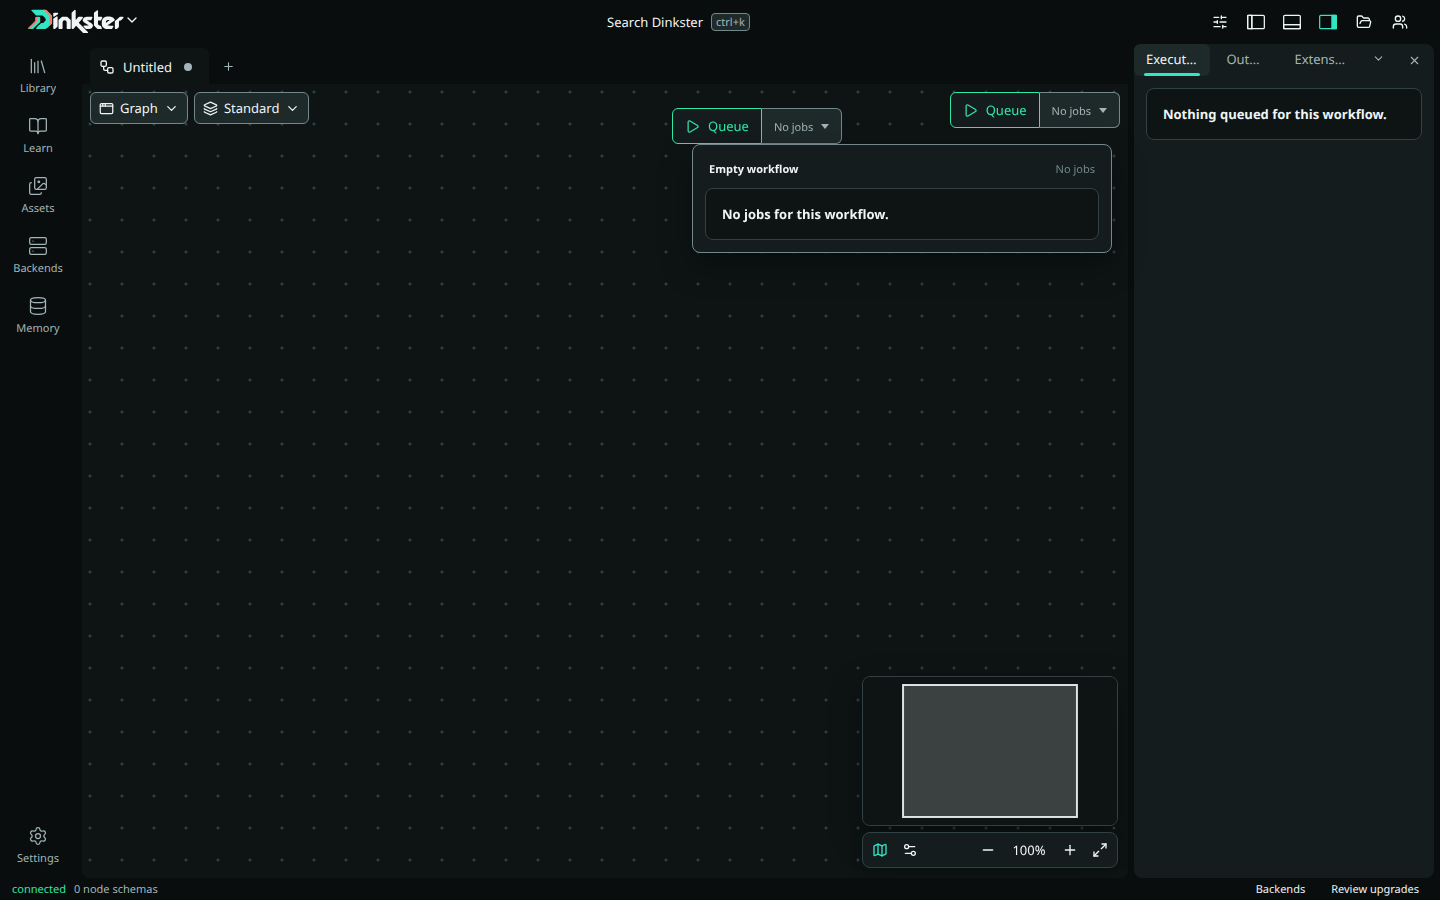 Dinkster
Search Dinkster ctrl+k
Library
Learn
Assets
Backends
Memory
Settings
Untitled
Graph
Standard
Queue No jobs
Queue No jobs
Empty workflow No jobs
No jobs for this workflow.
100%
Execut... Out... Extens...
Nothing queued for this workflow.
connected 0 node schemas
Backends Review upgrades